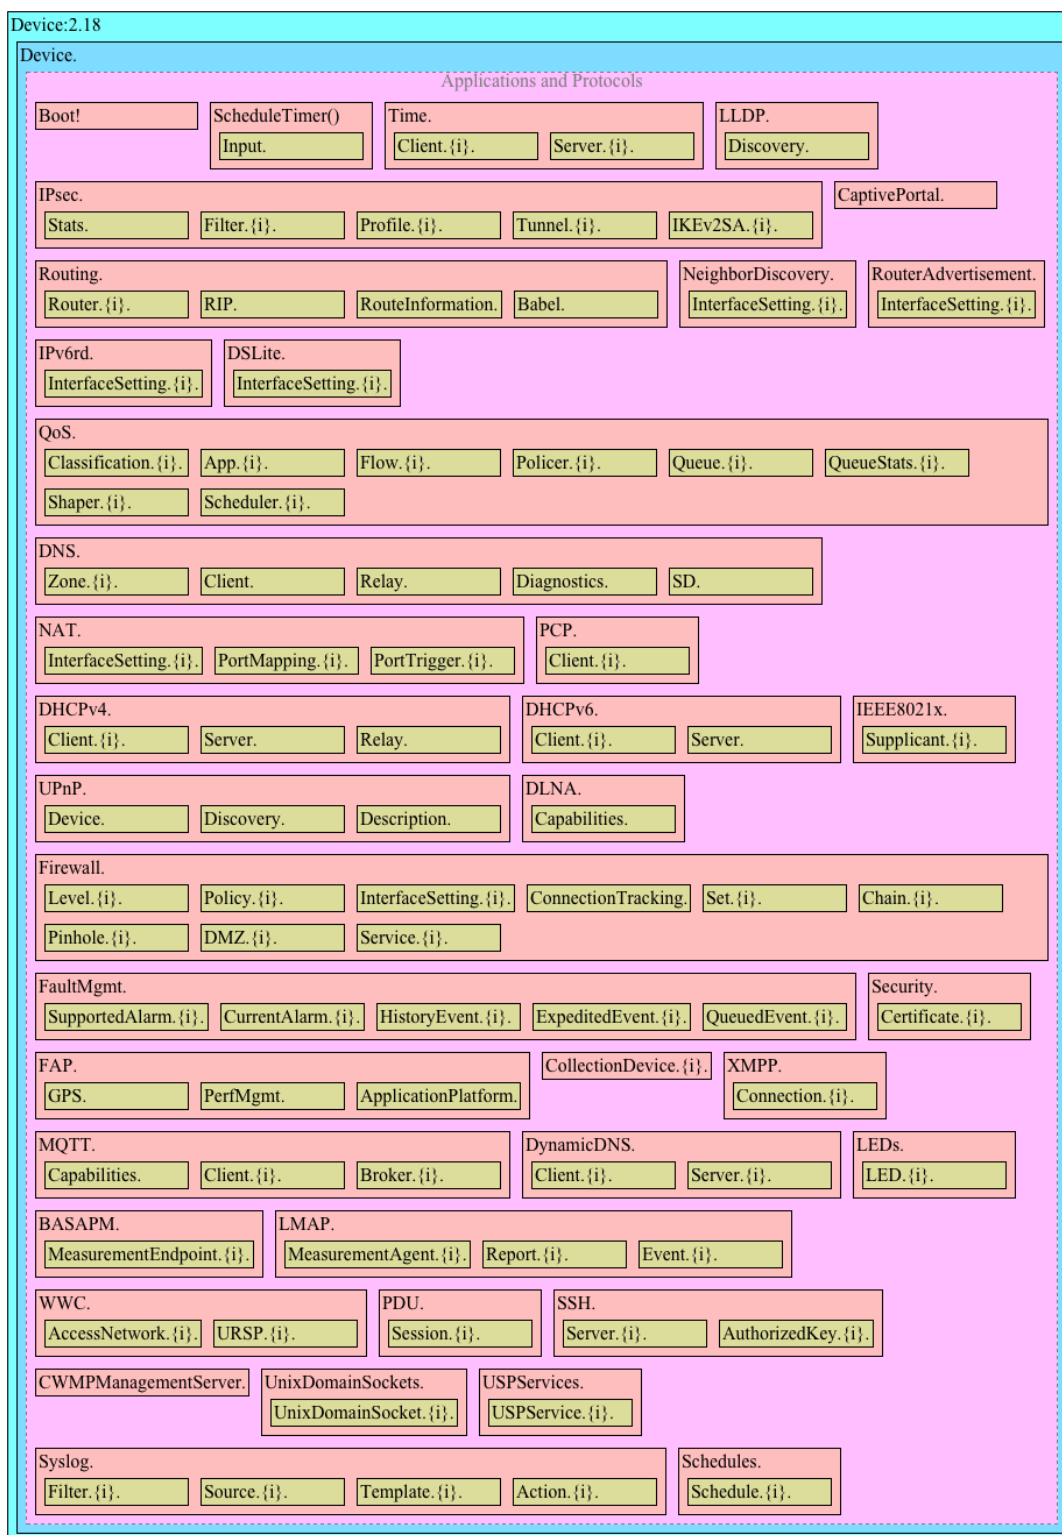 Device:2.18
Device.
Applications and Protocols
Boot! ScheduleTimer() Time. LLDP.
Input. Client.{i}. Server.{i}. Discovery.
IPsec. CaptivePortal.
Stats. Filter.{i}. Profile.{i}. Tunnel.{i}. IKEv2SA.{i}.
Routing. NeighborDiscovery. RouterAdvertisement.
Router.{i}. RIP. RouteInformation. Babel. InterfaceSetting.{i}. InterfaceSetting.{i}.
IPv6rd. DSLite.
InterfaceSetting.{i}. InterfaceSetting.{i}.
QoS.
Classification.{i}. App.{i}. Flow.{i}. Policer.{i}. Queue.{i}. QueueStats.{i}.
Shaper.{i}. Scheduler.{i}.
DNS.
Zone.{i}. Client. Relay. Diagnostics. SD.
NAT. PCP.
InterfaceSetting.{i}. PortMapping.{i}. PortTrigger.{i}. Client.{i}.
DHCPv4. DHCPv6. IEEE8021x.
Client.{i}. Server. Relay. Client.{i}. Server. Supplicant.{i}.
UPnP. DLNA.
Device. Discovery. Description. Capabilities.
Firewall.
Level.{i}. Policy.{i}. InterfaceSetting.{i}. ConnectionTracking. Set.{i}. Chain.{i}.
Pinhole.{i}. DMZ.{i}. Service.{i}.
FaultMgmt. Security.
SupportedAlarm.{i}. CurrentAlarm.{i}. HistoryEvent.{i}. ExpeditedEvent.{i}. QueuedEvent.{i}. Certificate.{i}.
FAP. CollectionDevice.{i}. XMPP.
GPS. PerfMgmt. ApplicationPlatform. Connection.{i}.
MQTT. DynamicDNS. LEDs.
Capabilities. Client.{i}. Broker.{i}. Client.{i}. Server.{i}. LED.{i}.
BASAPM. LMAP.
MeasurementEndpoint.{i}. MeasurementAgent.{i}. Report.{i}. Event.{i}.
WWC. PDU. SSH.
AccessNetwork.{i}. URSP.{i}. Session.{i}. Server.{i}. AuthorizedKey.{i}.
CWMPManagementServer. UnixDomainSockets. USPServices.
UnixDomainSocket.{i}. USPService.{i}.
Syslog. Schedules.
Filter.{i}. Source.{i}. Template.{i}. Action.{i}. Schedule.{i}.